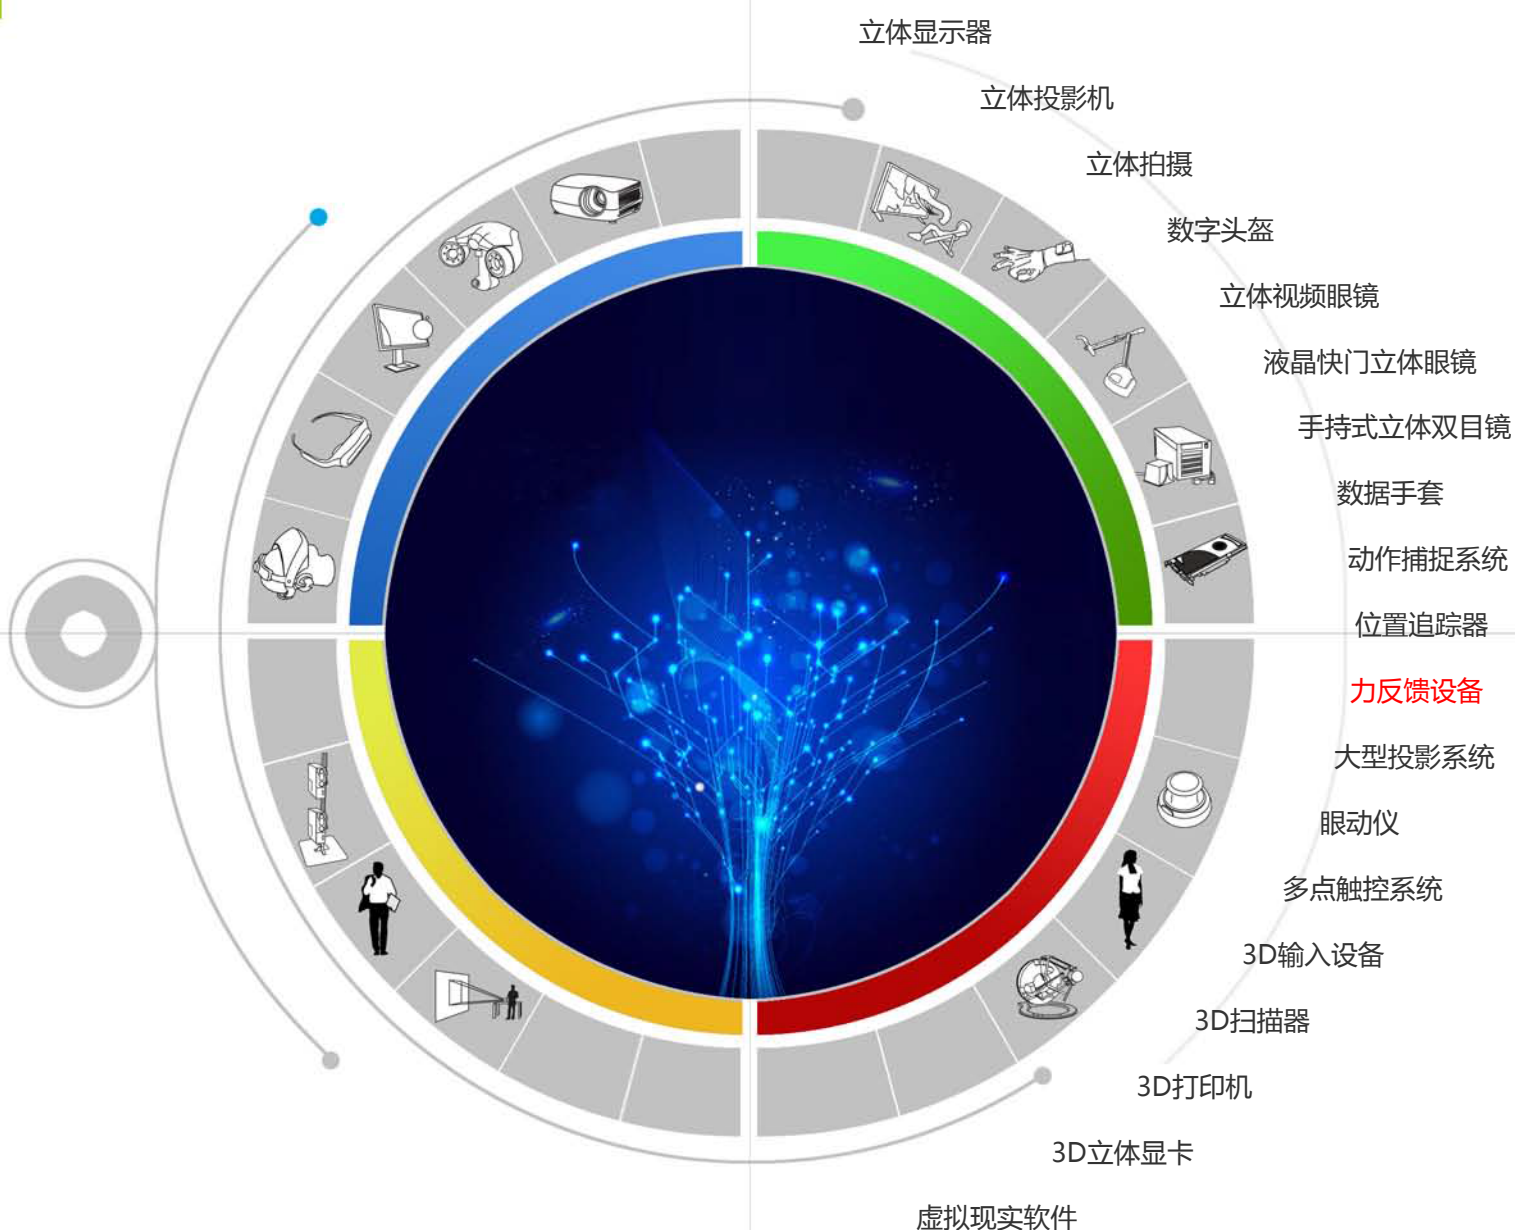 立体显示器
立体投影机
立体拍摄
数字头盔
立体视频眼镜
液晶快门立体眼镜
手持式立体双目镜
数据手套
动作捕捉系统
位置追踪器
力反馈设备
大型投影系统
眼动仪
多点触控系统
3D输入设备
3D扫描器
3D打印机
3D立体显卡
虚拟现实软件